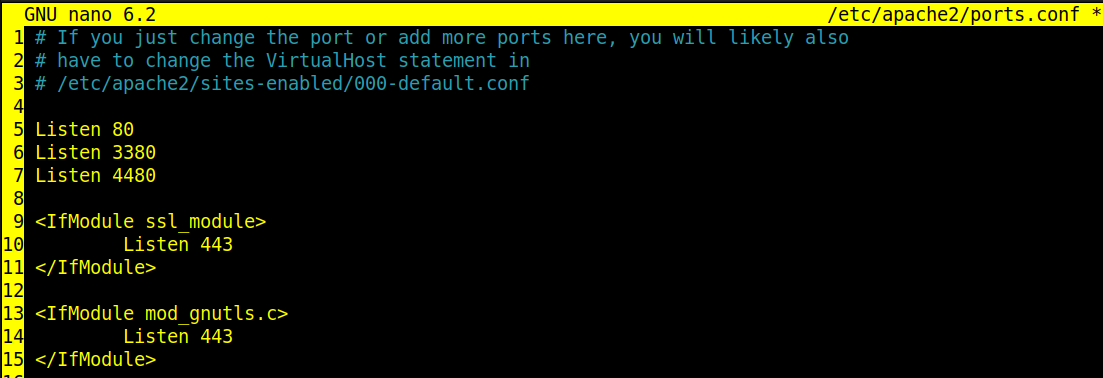 GNU nano 6.2 /etc/apache2/ports.conf *
1 # If you just change the port or add more ports here, you will likely also
2 # have to change the VirtualHost statement in
3 # /etc/apache2/sites-enabled/000-default.conf
4
5 Listen 80
6 Listen 3380
7 Listen 4480
8
9 <IfModule ssl_module>
10         Listen 443
11 </IfModule>
12
13 <IfModule mod_gnutls.c>
14         Listen 443
15 </IfModule>